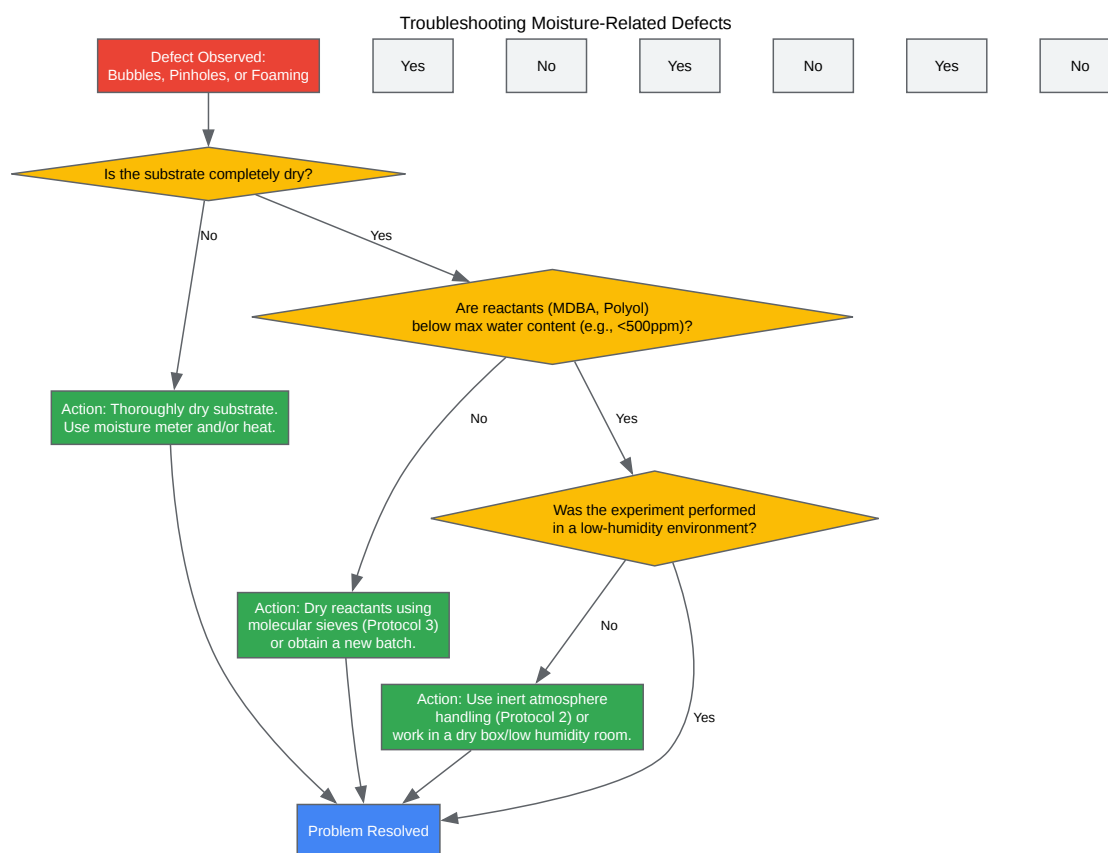 Troubleshooting Moisture-Related Defects
Defect Observed:
Bubbles, Pinholes, or Foaming
Yes
No
Yes
No
Yes
No
Is the substrate completely dry?
No
Yes
Are reactants (MDBA, Polyol)
below max water content (e.g., <500ppm)?
Action: Thoroughly dry substrate.
Use moisture meter and/or heat.
No
Yes
Was the experiment performed
in a low-humidity environment?
Action: Dry reactants using
molecular sieves (Protocol 3)
or obtain a new batch.
No
Action: Use inert atmosphere
handling (Protocol 2) or
work in a dry box/low humidity room.
Yes
Problem Resolved